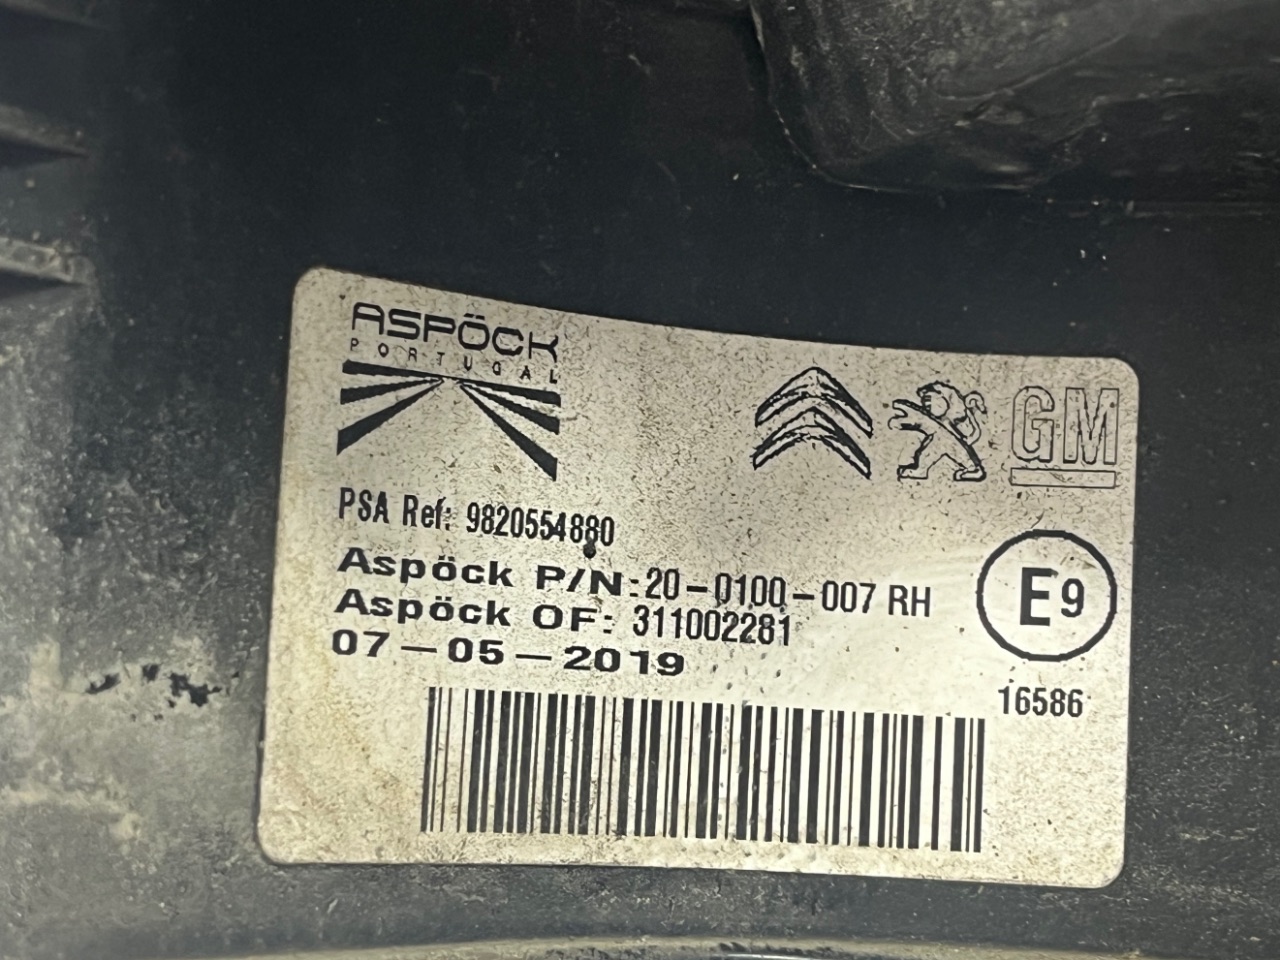 ASPÖCK
PORTUGAL
GM
PSA Ref: 9820554880
Aspöck P/N:20-0100-007 RH
Aspöck OF: 311002281
07-05-2019
E9
16586